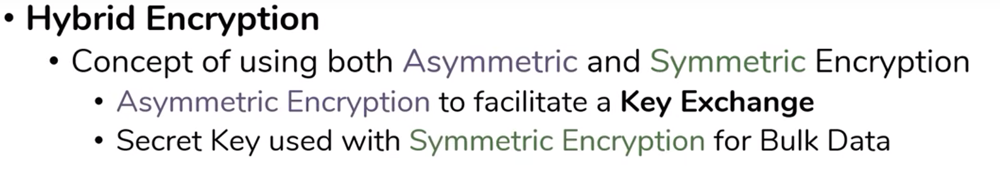 • Hybrid Encryption
• Concept of using both Asymmetric and Symmetric Encryption
• Asymmetric Encryption to facilitate a Key Exchange
• Secret Key used with Symmetric Encryption for Bulk Data